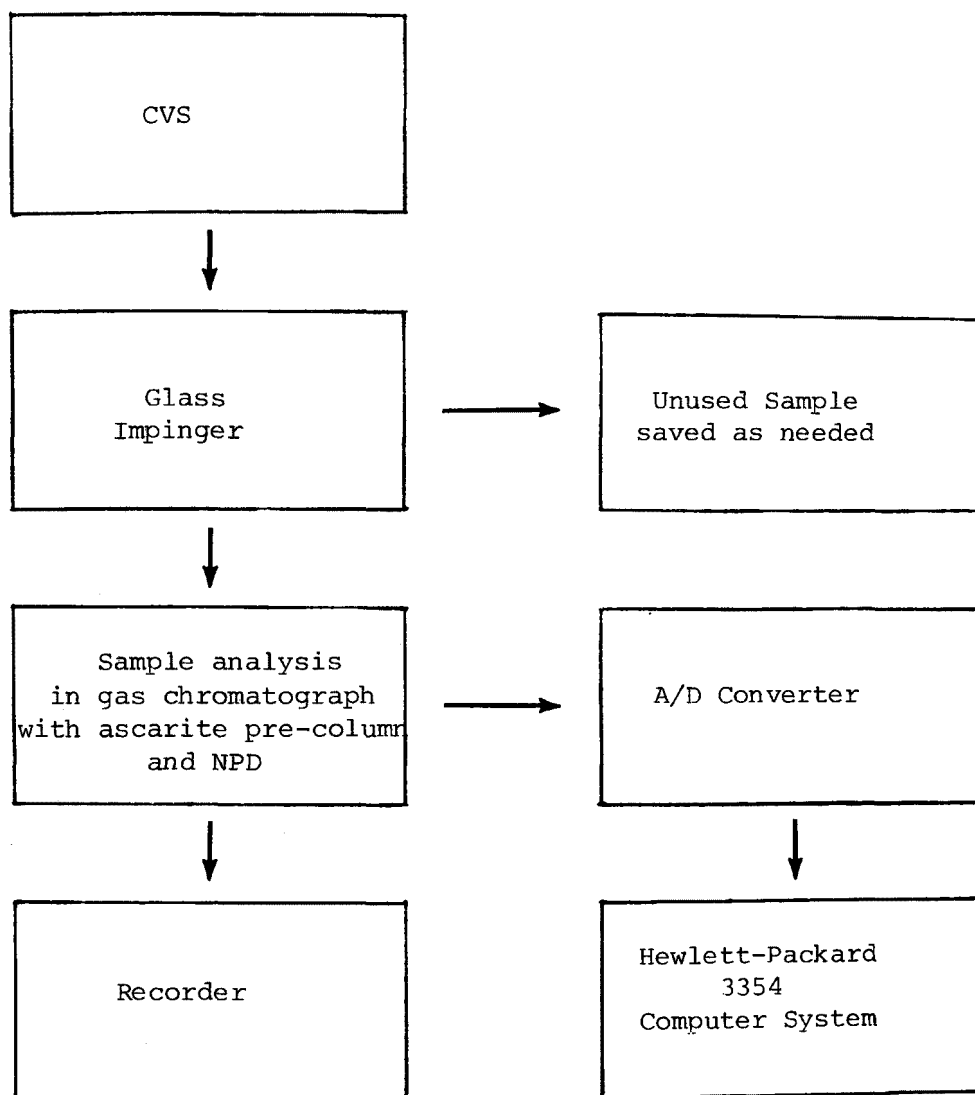 CVS
Glass
Impinger
Unused Sample
saved as needed
Sample analysis
in gas chromatograph
with ascarite pre-column
and NPD
A/D Converter
Recorder
Hewlett-Packard
3354
Computer System